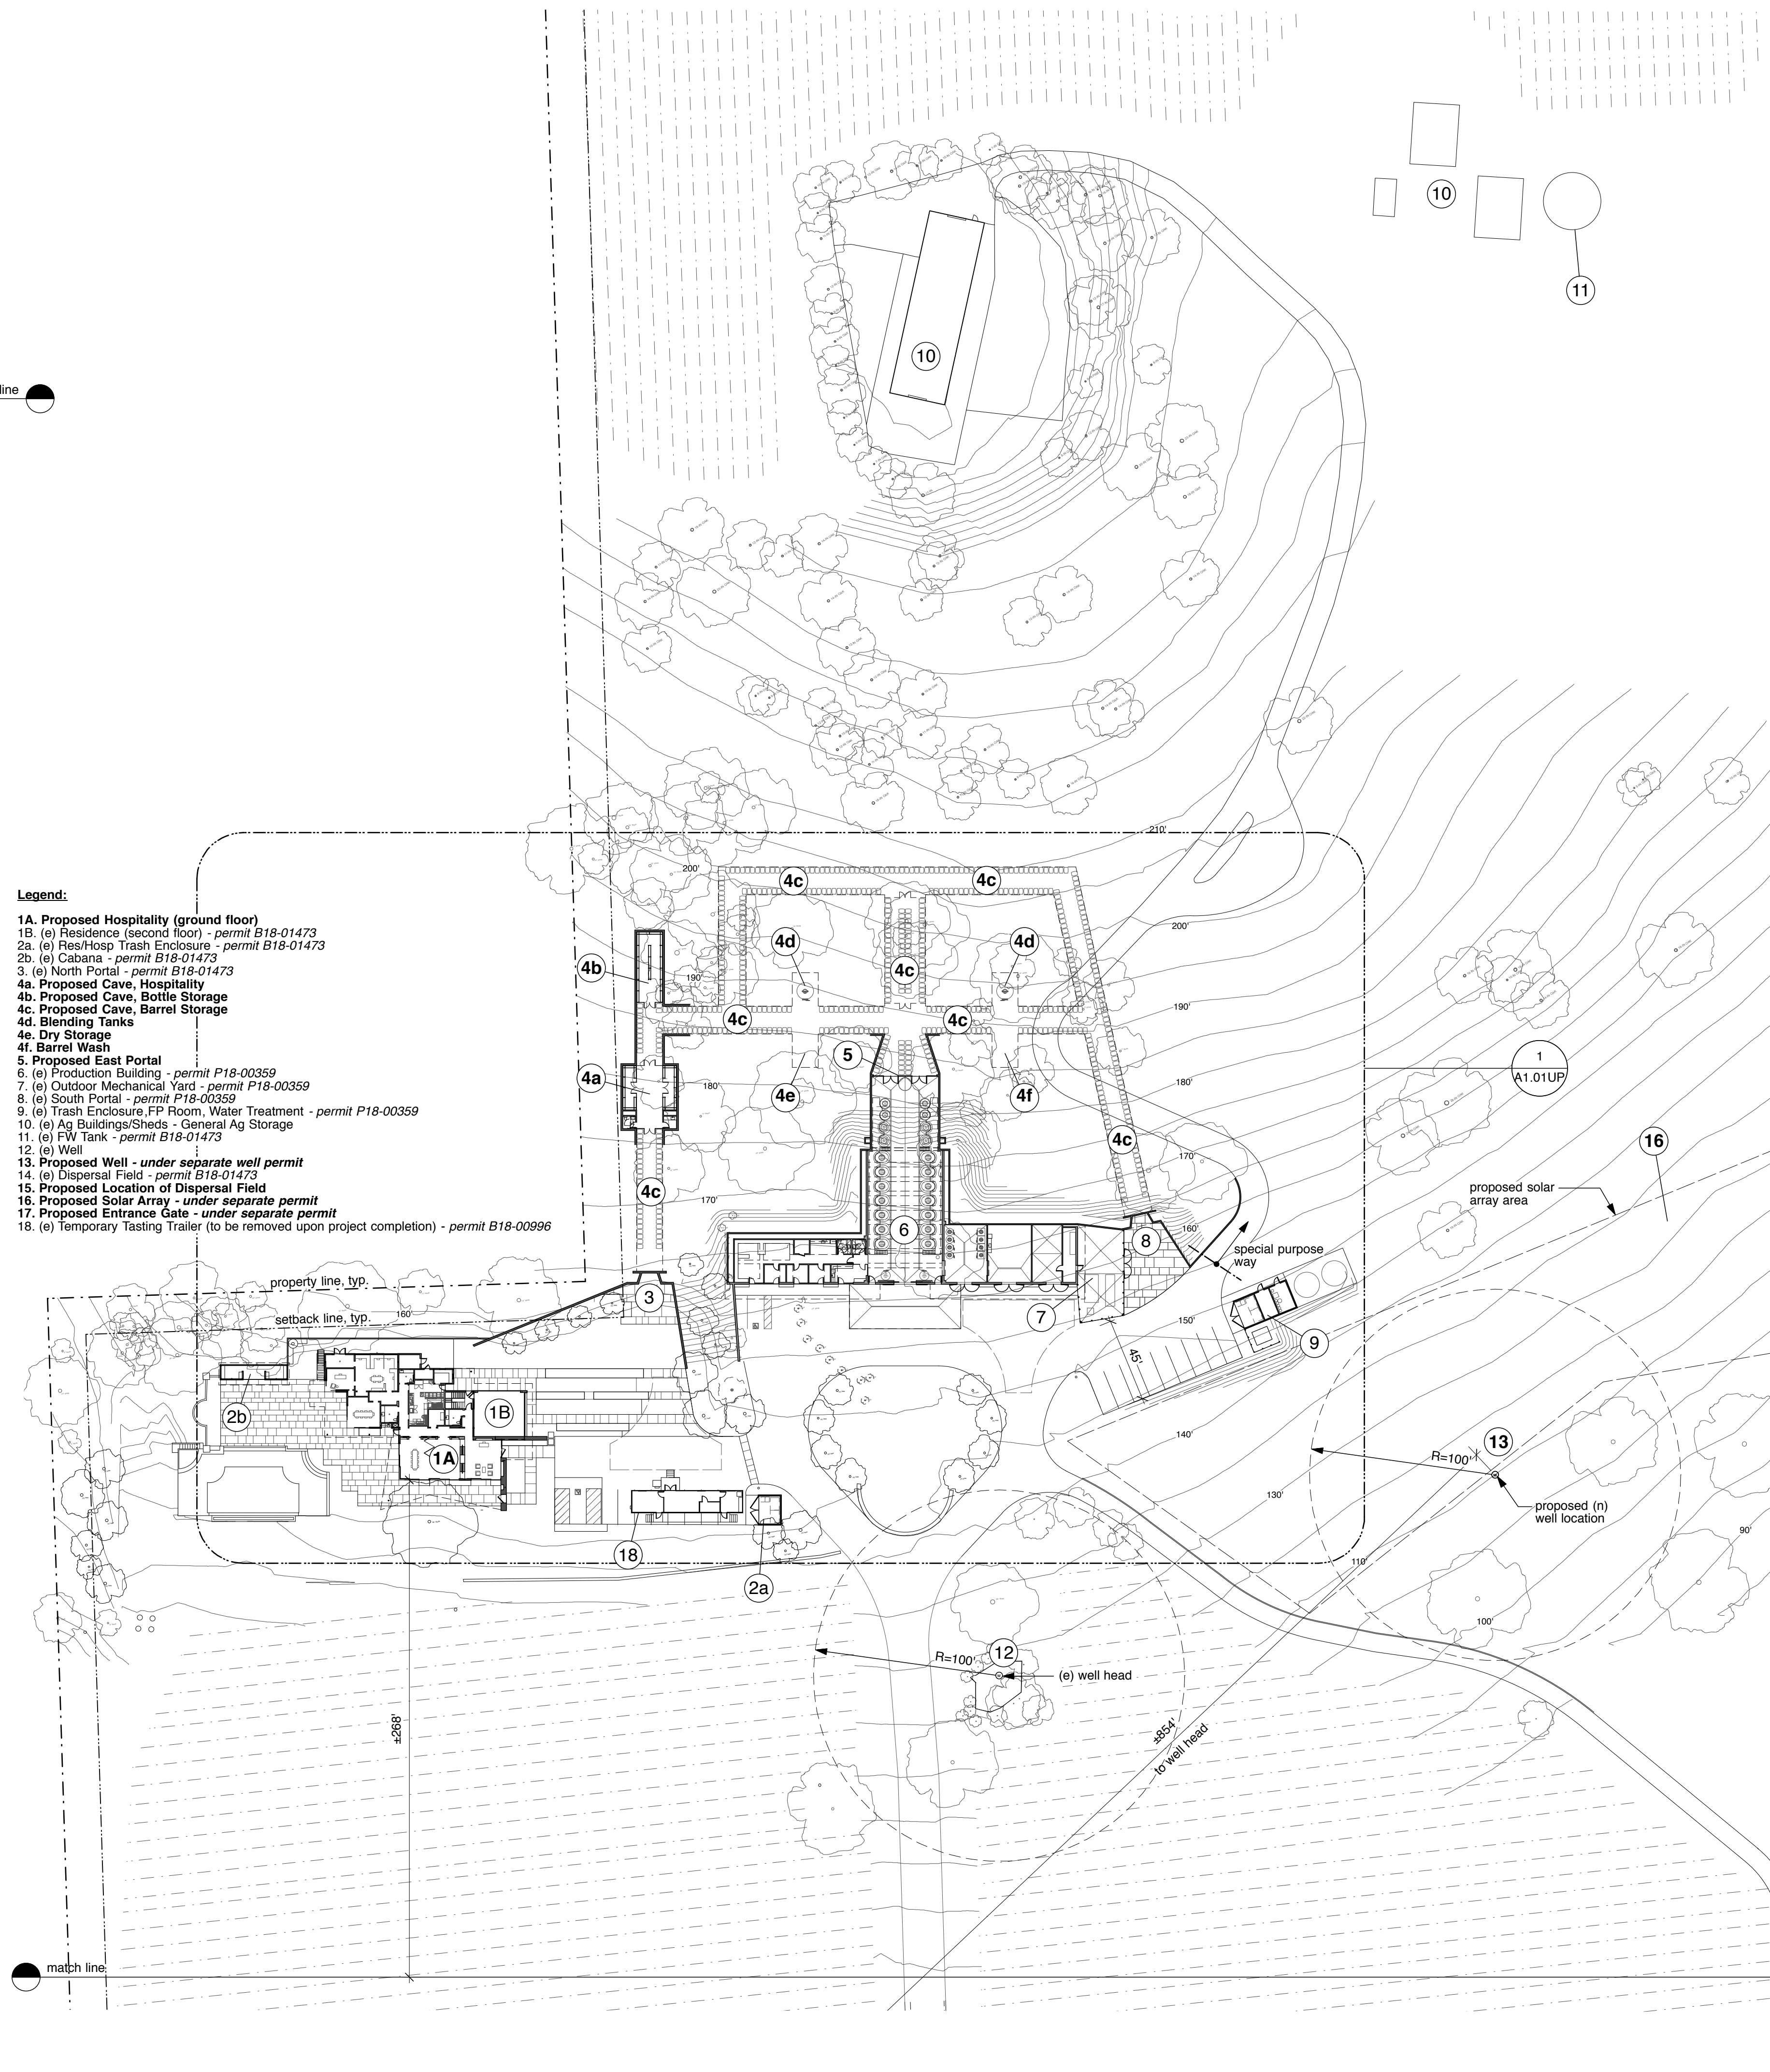 10
10
11
line
210'
Legend:
1A. Proposed Hospitality (ground floor)
1B. (e) Residence (second floor) - permit B18-01473
2a. (e) Res/Hosp Trash Enclosure - permit B18-01473
2b. (e) Cabana - permit B18-01473
3. (e) North Portal - permit B18-01473
4a. Proposed Cave, Hospitality
4b. Proposed Cave, Bottle Storage
4c. Proposed Cave, Barrel Storage
4d. Blending Tanks
4e. Dry Storage
4f. Barrel Wash
5. Proposed East Portal
6. (e) Production Building - permit P18-00359
7. (e) Outdoor Mechanical Yard - permit P18-00359
8. (e) South Portal - permit P18-00359
9. (e) Trash Enclosure,FP Room, Water Treatment - permit P18-00359
10. (e) Ag Buildings/Sheds - General Ag Storage
11. (e) FW Tank - permit B18-01473
12. (e) Well
13. Proposed Well - under separate well permit
14. (e) Dispersal Field - permit B18-01473
15. Proposed Location of Dispersal Field
16. Proposed Solar Array - under separate permit
17. Proposed Entrance Gate - under separate permit
18. (e) Temporary Tasting Trailer (to be removed upon project completion) - permit B18-00996
200'
4c
4c
200'
4d
4d
4b
4c
190'
190'
4c
4c
5
1
A1.01UP
4a
180'
4e
4f
180'
4c
16
170'
4c
170'
proposed solar
array area
6
8
160'
special purpose
way
property line, typ.
3
160'
setback line, typ.
7
150'
9
45'
2b
1B
1A
140'
13
R=100'
130'
proposed (n)
well location
90'
18
2a
110'
100'
12
R=100'
(e) well head
±268'
±854'
to well head
match line